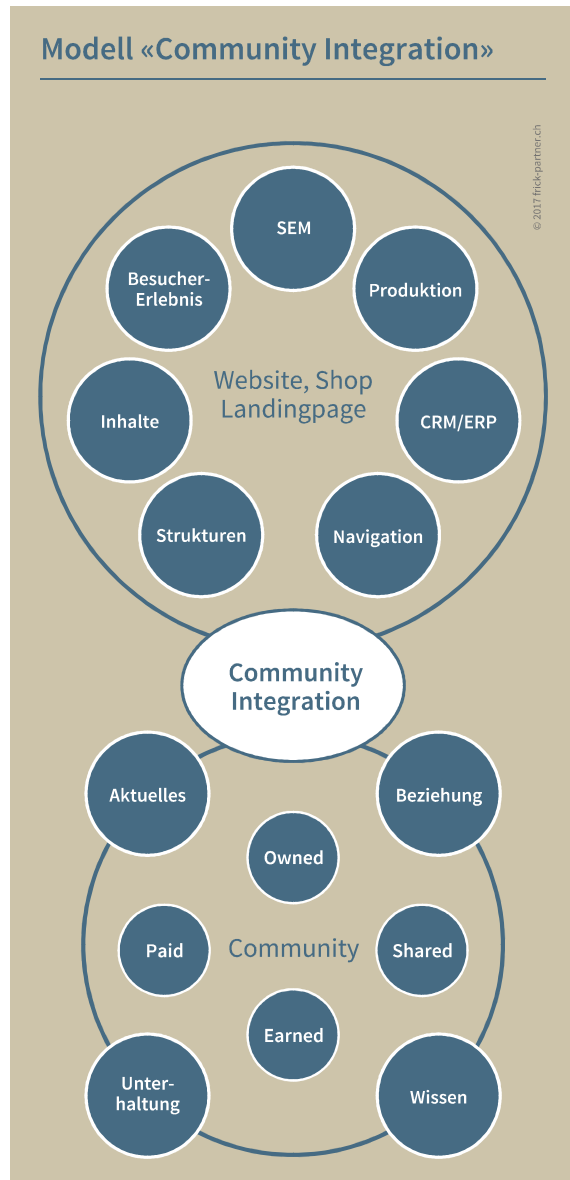 Modell «Community Integration»
© 2017 frick-partner.ch
SEM
Besucher-
Erlebnis
Produktion
Website, Shop
Landingpage
Inhalte
CRM/ERP
Strukturen
Navigation
Community
Integration
Aktuelles
Beziehung
Owned
Paid
Community
Shared
Earned
Unter-
haltung
Wissen